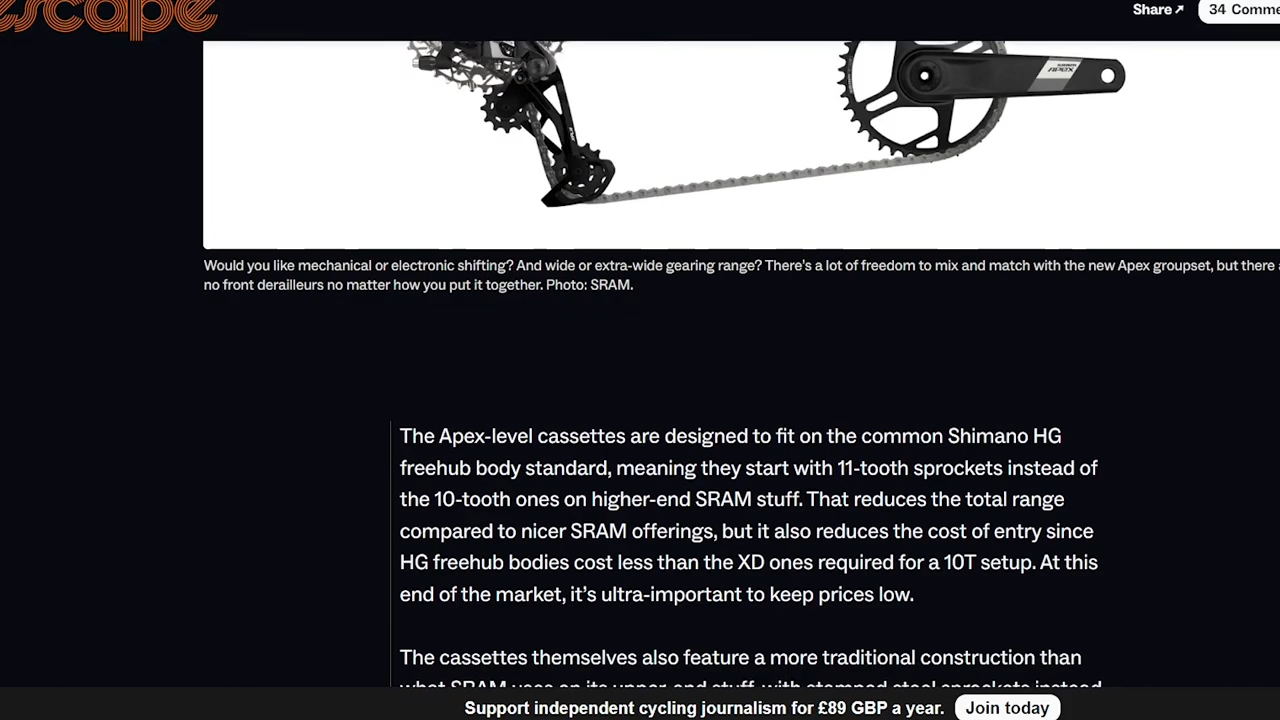 escape
Share↗
34 Comme
APEX
Would you like mechanical or electronic shifting? And wide or extra-wide gearing range? There's a lot of freedom to mix and match with the new Apex groupset, but there
no front derailleurs no matter how you put it together. Photo: SRAM.
The Apex-level cassettes are designed to fit on the common Shimano HG
freehub body standard, meaning they start with 11-tooth sprockets instead of
the 10-tooth ones on higher-end SRAM stuff. That reduces the total range
compared to nicer SRAM offerings, but it also reduces the cost of entry since
HG freehub bodies cost less than the XD ones required for a 10T setup. At this
end of the market, it's ultra-important to keep prices low.
The cassettes themselves also feature a more traditional construction than
what SRAM uses on its upper-end stuff, with stamped steel sprockets instead
Support independent cycling journalism for £89 GBP a year.
Join today